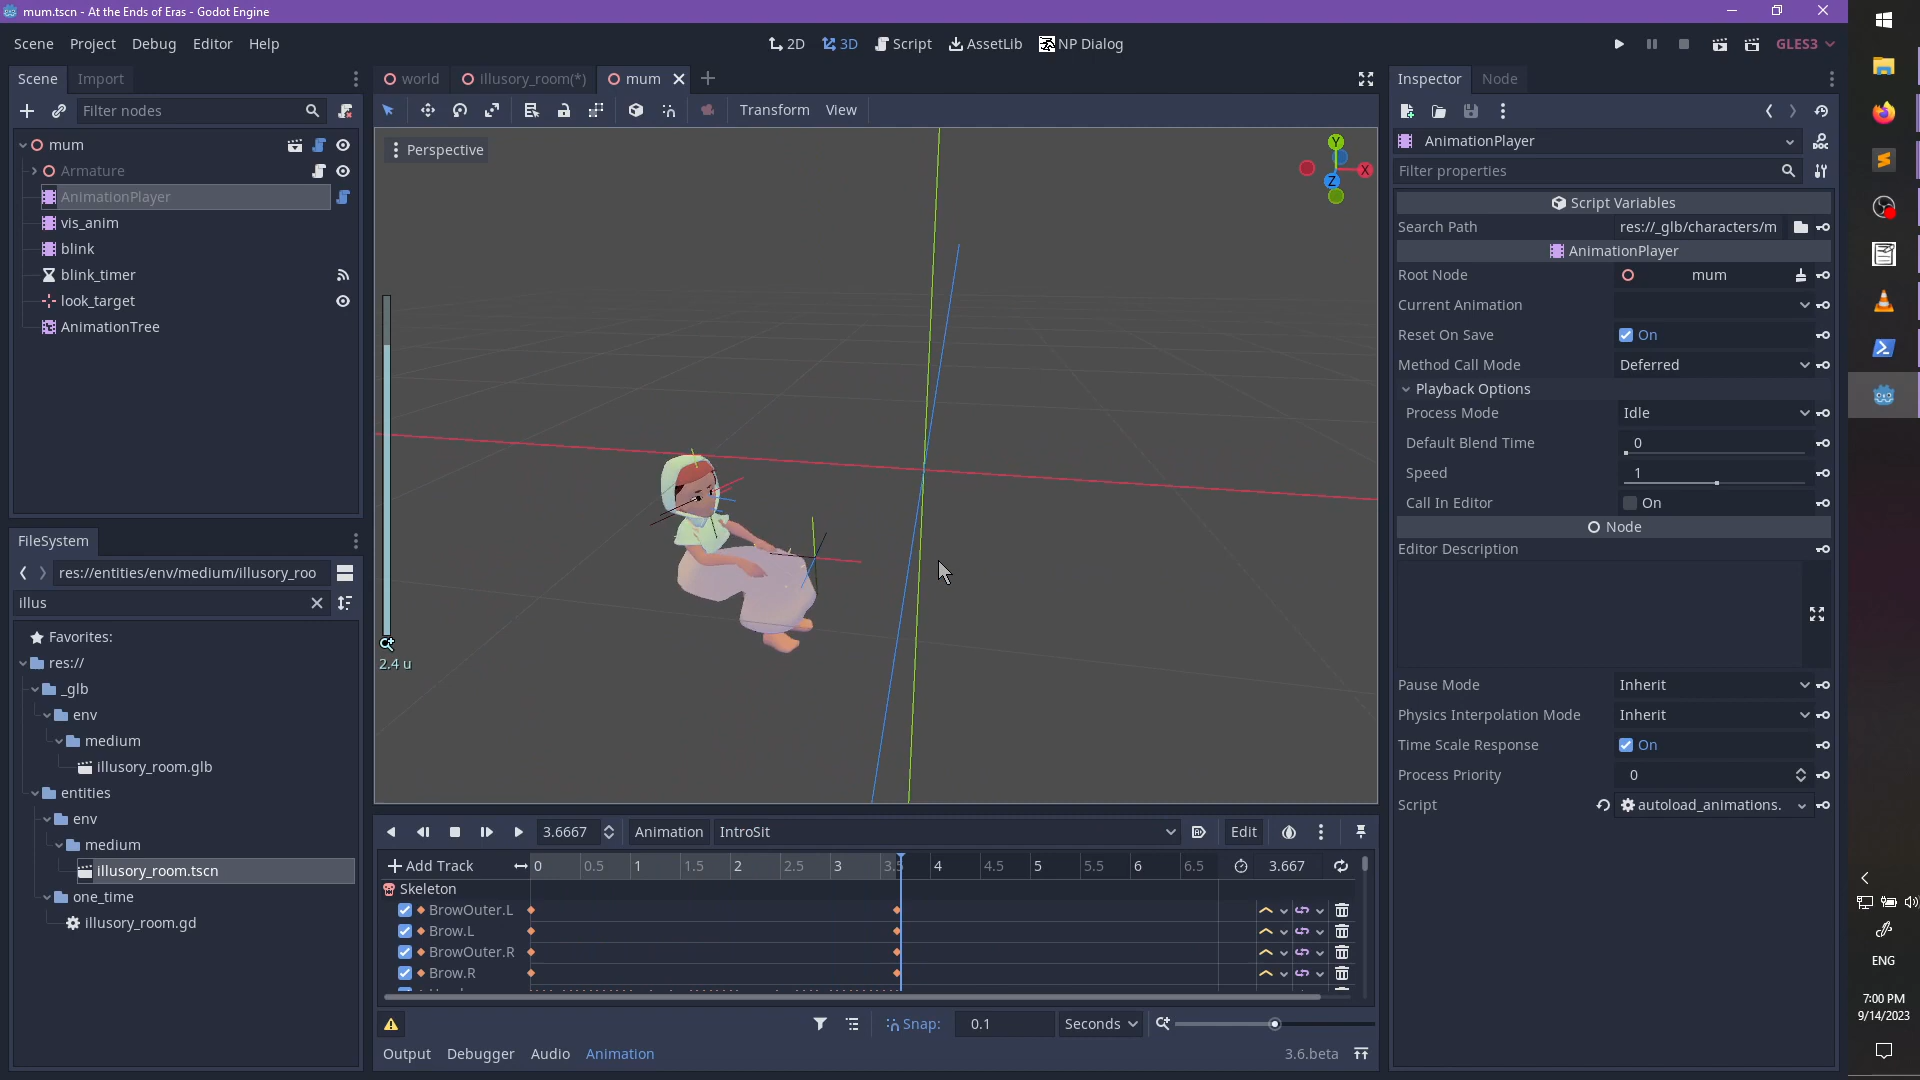 mum.tscn - At the Ends of Eras - Godot Engine
Scene Project Debug Editor Help
2D 3D Script AssetLib NP Dialog
GLES3
Scene Import
Filter nodes
mum
Armature
AnimationPlayer
vis_anim
blink
blink_timer
look_target
AnimationTree
FileSystem
res://entities/env/medium/illusory_roo
illus
Favorites:
res://
_glb
env
medium
illusory_room.glb
entities
env
medium
illusory_room.tscn
one_time
illusory_room.gd
world illusory_room(*) mum
Transform View
Perspective
Y
X
Z
2.4 u
3.6667 Animation IntroSit Edit
Add Track 0 0.5 1 1.5 2 2.5 3 3.5 4 4.5 5 5.5 6 6.5 3.667
Skeleton
BrowOuter.L
Brow.L
BrowOuter.R
Brow.R
Snap: 0.1 Seconds
Output Debugger Audio Animation 3.6.beta
Inspector Node
AnimationPlayer
Filter properties
Script Variables
Search Path res://_glb/characters/m
AnimationPlayer
Root Node mum
Current Animation
Reset On Save On
Method Call Mode Deferred
Playback Options
Process Mode Idle
Default Blend Time 0
Speed 1
Call In Editor On
Node
Editor Description
Pause Mode Inherit
Physics Interpolation Mode Inherit
Time Scale Response On
Process Priority 0
Script autoload_animations.
ENG
7:00 PM
9/14/2023